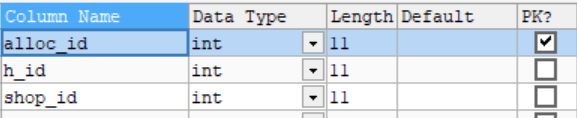 Column Name Data Type Length Default PK?
alloc_id int 11
h_id int 11
shop_id int 11